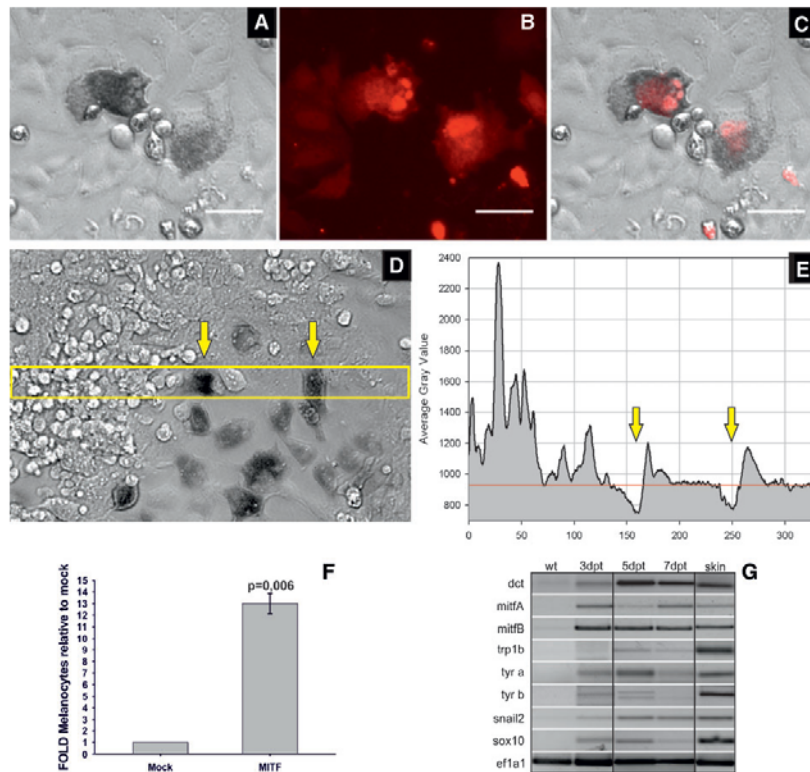 A
B
C
D
E
2400
2200
2000
1800
1600
1400
1200
1000
800
Average Gray Value
0
50
100
150
200
250
300
F
p=0,006
15
14
13
12
11
10
9
8
7
6
5
4
3
2
1
0
FOLD Melanocytes relative to mock
Mock
MITF
G
wt
3dpt
5dpt
7dpt
skin
dct
mitfA
mitfB
trp1b
tyr a
tyr b
snail2
sox10
ef1a1